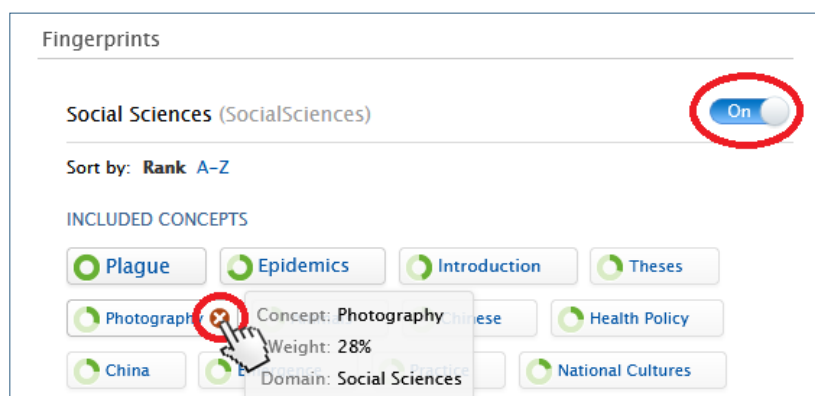 Fingerprints
Social Sciences (SocialSciences)
On
Sort by: Rank A-Z
INCLUDED CONCEPTS
Plague Epidemics Introduction Theses
Photography Concept: Photography Health Policy
Weight: 28%
China Practice National Cultures
Domain: Social Sciences